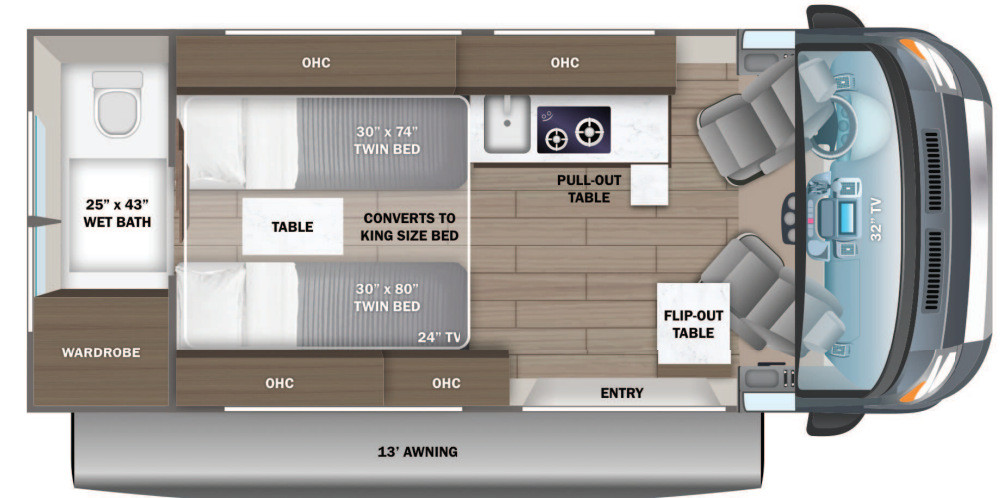 OHC
OHC
30” x 74”
TWIN BED
25” x 43”
WET BATH
PULL-OUT
TABLE
TABLE
CONVERTS TO
KING SIZE BED
32” TV
30” x 80”
TWIN BED
24” TV
FLIP-OUT
TABLE
WARDROBE
OHC
OHC
ENTRY
13’ AWNING